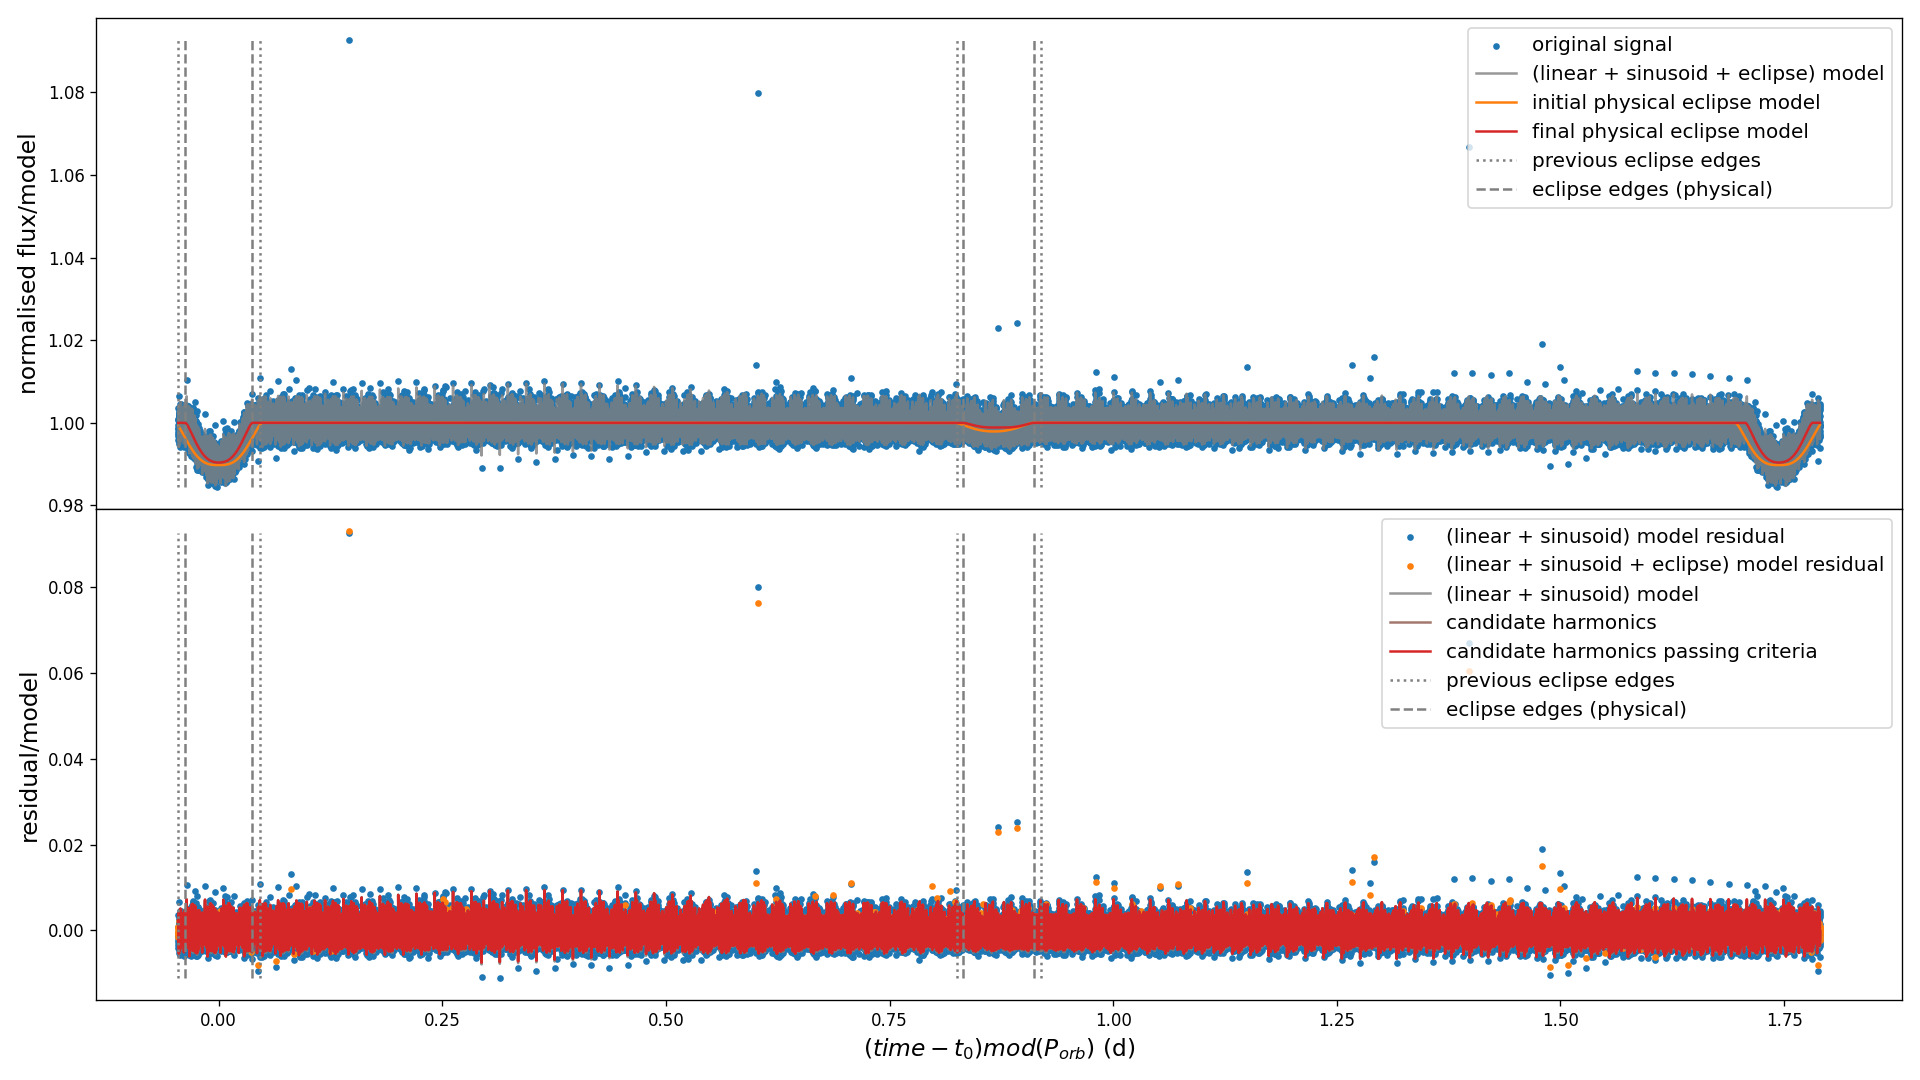 normalised flux/model
1.08
1.06
1.04
1.02
1.00
0.98
original signal
(linear + sinusoid + eclipse) model
initial physical eclipse model
final physical eclipse model
previous eclipse edges
eclipse edges (physical)
residual/model
0.08
0.06
0.04
0.02
0.00
(linear + sinusoid) model residual
(linear + sinusoid + eclipse) model residual
(linear + sinusoid) model
candidate harmonics
candidate harmonics passing criteria
previous eclipse edges
eclipse edges (physical)
0.00 0.25 0.50 0.75 1.00 1.25 1.50 1.75
(time − t₀)mod(Pₒᵣb) (d)